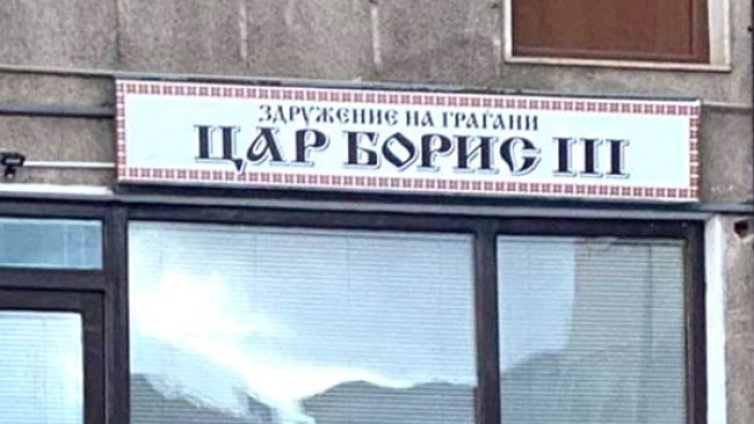 ЗДРУЖЕНИЕ НА ГРАЃАНИ
ЦАР БОРИС III